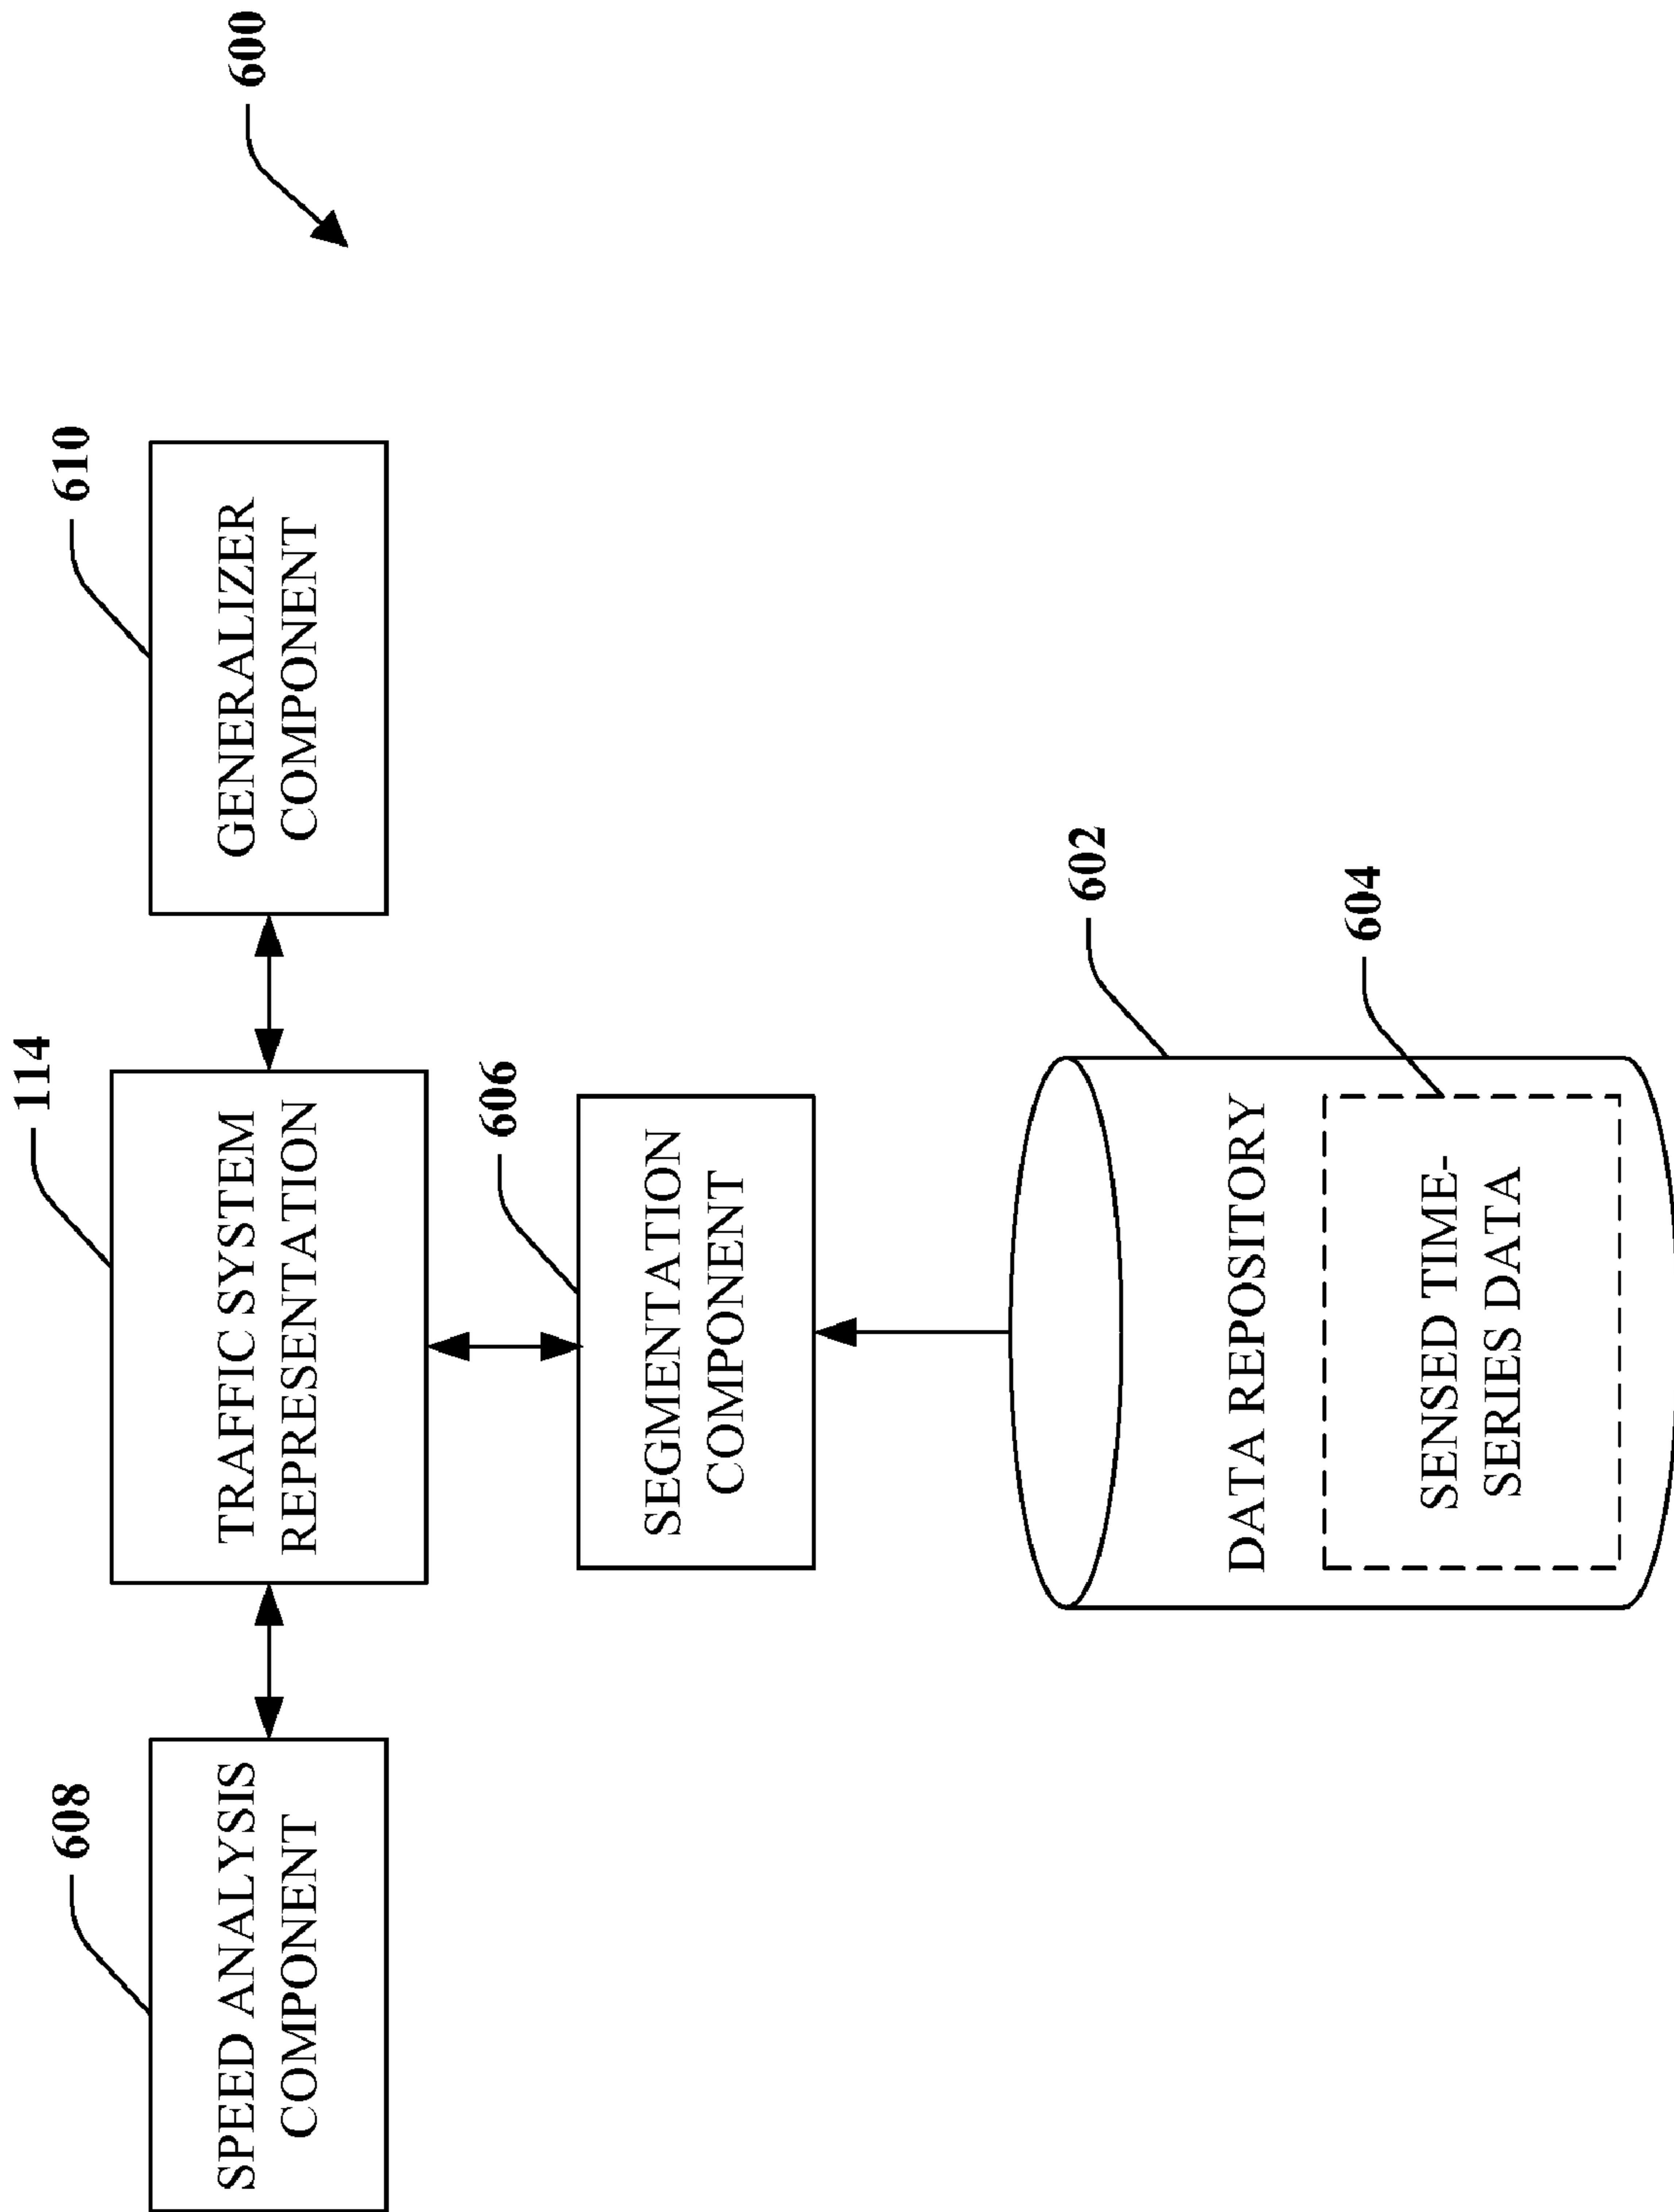 600
608
SPEED ANALYSIS
COMPONENT
114
TRAFFIC SYSTEM
REPRESENTATION
610
GENERALIZER
COMPONENT
606
SEGMENTATION
COMPONENT
602
DATA REPOSITORY
604
SENSED TIME-
SERIES DATA